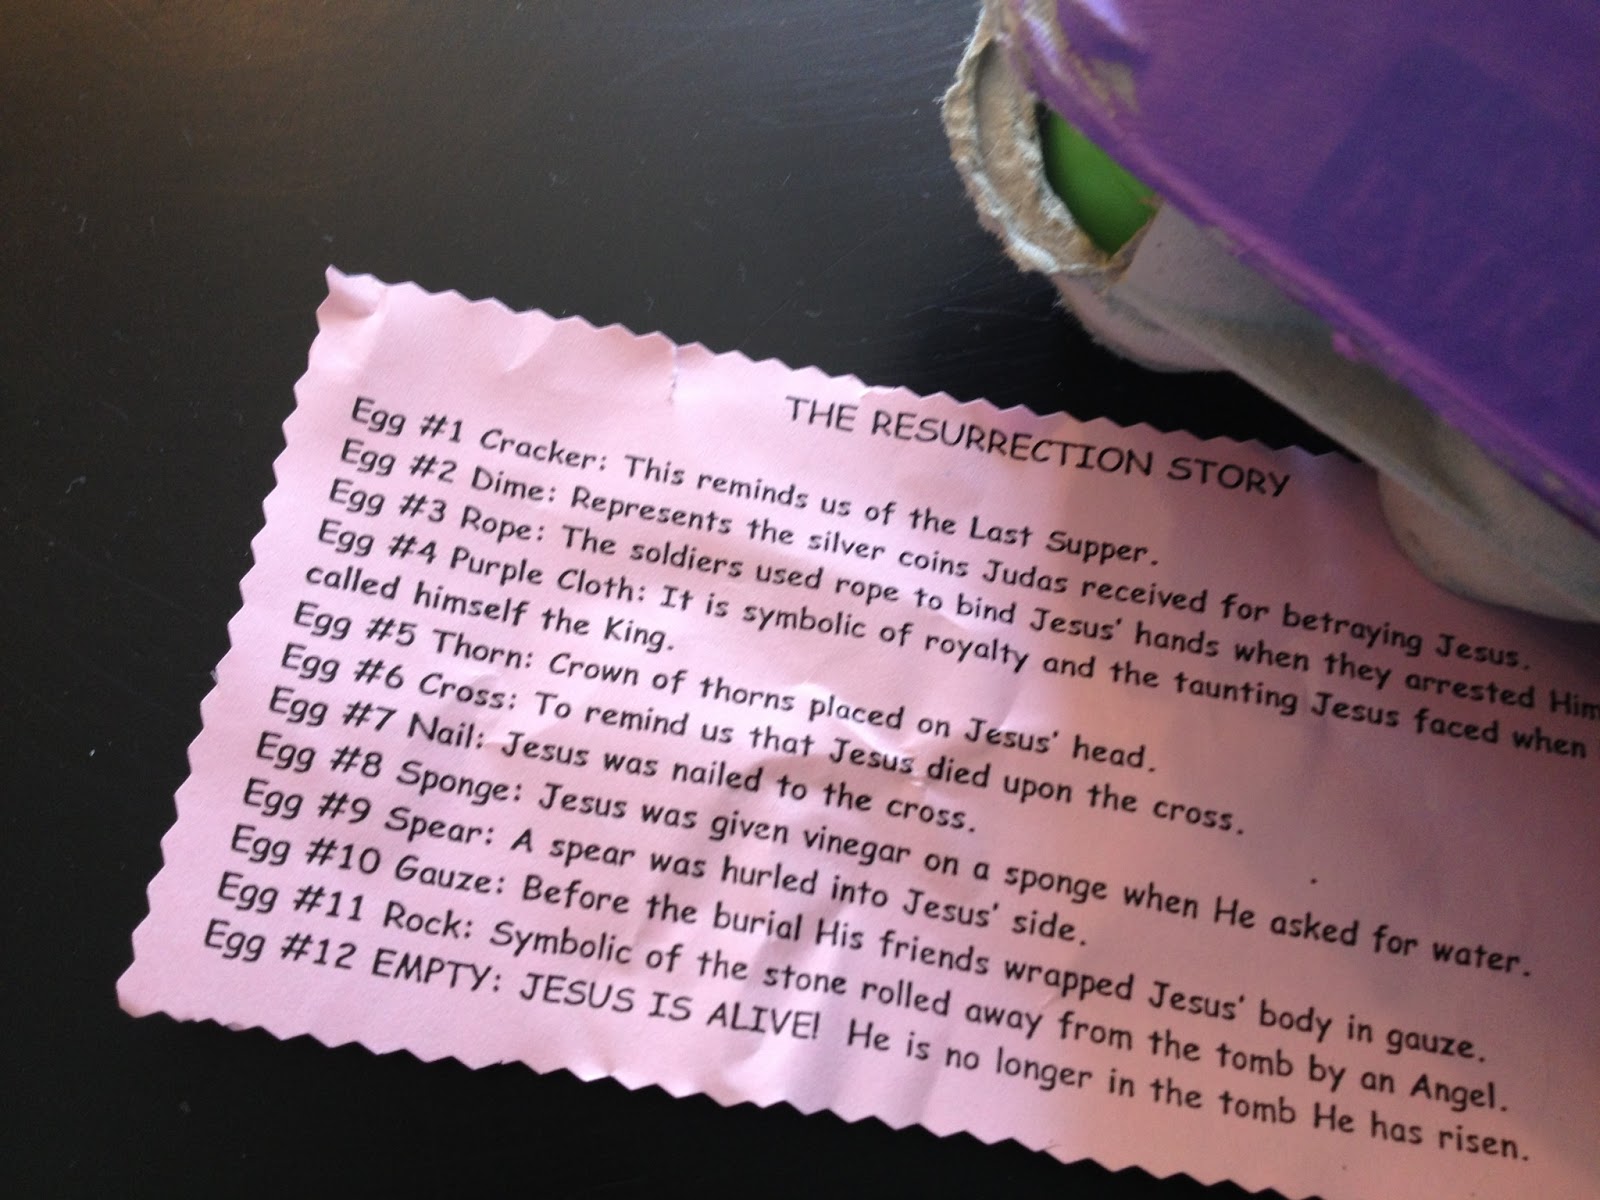 THE RESURRECTION STORY
Egg #1 Cracker: This reminds us of the Last Supper.
Egg #2 Dime: Represents the silver coins Judas received for betraying Jesus.
Egg #3 Rope: The soldiers used rope to bind Jesus' hands when they arrested Him
Egg #4 Purple Cloth: It is symbolic of royalty and the taunting Jesus faced when
called himself the King.
Egg #5 Thorn: Crown of thorns placed on Jesus' head.
Egg #6 Cross: To remind us that Jesus died upon the cross.
Egg #7 Nail: Jesus was nailed to the cross.
Egg #8 Sponge: Jesus was given vinegar on a sponge when He asked for water.
Egg #9 Spear: A spear was hurled into Jesus' side.
Egg #10 Gauze: Before the burial His friends wrapped Jesus' body in gauze.
Egg #11 Rock: Symbolic of the stone rolled away from the tomb by an Angel.
Egg #12 EMPTY: JESUS IS ALIVE! He is no longer in the tomb He has risen.